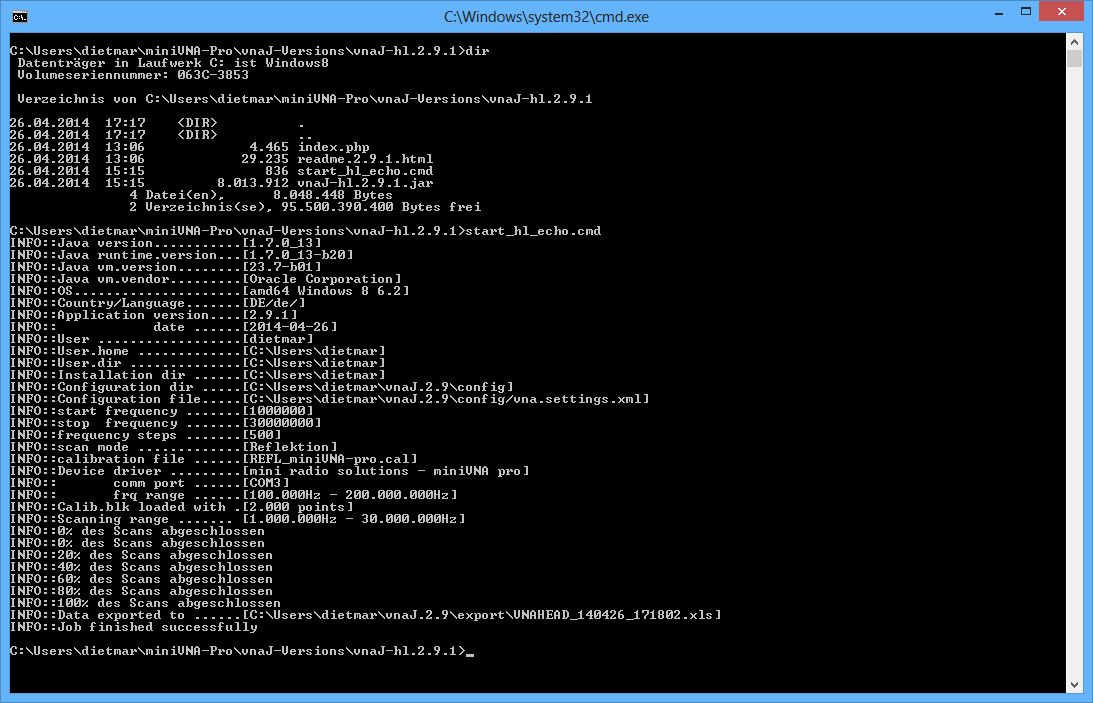 C:\Windows\system32\cmd.exe
C:\Users\dietmar\miniVNA-Pro\vnaJ-Versions\vnaJ-hl.2.9.1>dir
 Datenträger in Laufwerk C: ist Windows8
 Volumeseriennummer: 063C-3853
 Verzeichnis von C:\Users\dietmar\miniVNA-Pro\vnaJ-Versions\vnaJ-hl.2.9.1
26.04.2014  17:17    <DIR>          .
26.04.2014  17:17    <DIR>          ..
26.04.2014  13:06             4.465 index.php
26.04.2014  13:06            29.235 readme.2.9.1.html
26.04.2014  15:15               836 start_hl_echo.cmd
26.04.2014  15:15         8.013.912 vnaJ-hl.2.9.1.jar
               4 Datei(en),      8.048.448 Bytes
               2 Verzeichnis(se), 95.500.390.400 Bytes frei
C:\Users\dietmar\miniVNA-Pro\vnaJ-Versions\vnaJ-hl.2.9.1>start_hl_echo.cmd
INFO::Java version...........[1.7.0_13]
INFO::Java runtime.version...[1.7.0_13-b20]
INFO::Java vm.version........[23.7-b01]
INFO::Java vm.vendor.........[Oracle Corporation]
INFO::OS.....................[amd64 Windows 8 6.2]
INFO::Country/Language.......[DE/de/]
INFO::Application version....[2.9.1]
INFO::            date ......[2014-04-26]
INFO::User ..................[dietmar]
INFO::User.home .............[C:\Users\dietmar]
INFO::User.dir ..............[C:\Users\dietmar]
INFO::Installation dir ......[C:\Users\dietmar]
INFO::Configuration dir .....[C:\Users\dietmar\vnaJ.2.9\config]
INFO::Configuration file.....[C:\Users\dietmar\vnaJ.2.9\config/vna.settings.xml]
INFO::start frequency .......[1000000]
INFO::stop  frequency .......[30000000]
INFO::frequency steps .......[500]
INFO::scan mode .............[Reflektion]
INFO::calibration file ......[REFL_miniVNA-pro.cal]
INFO::Device driver .........[mini radio solutions - miniVNA pro]
INFO::       comm port ......[COM3]
INFO::       frq range ......[100.000Hz - 200.000.000Hz]
INFO::Calib.blk loaded with .[2.000 points]
INFO::Scanning range ....... [1.000.000Hz - 30.000.000Hz]
INFO::0% des Scans abgeschlossen
INFO::0% des Scans abgeschlossen
INFO::20% des Scans abgeschlossen
INFO::40% des Scans abgeschlossen
INFO::60% des Scans abgeschlossen
INFO::80% des Scans abgeschlossen
INFO::100% des Scans abgeschlossen
INFO::Data exported to ......[C:\Users\dietmar\vnaJ.2.9\export\VNAHEAD_140426_171802.xls]
INFO::Job finished successfully
C:\Users\dietmar\miniVNA-Pro\vnaJ-Versions\vnaJ-hl.2.9.1>_